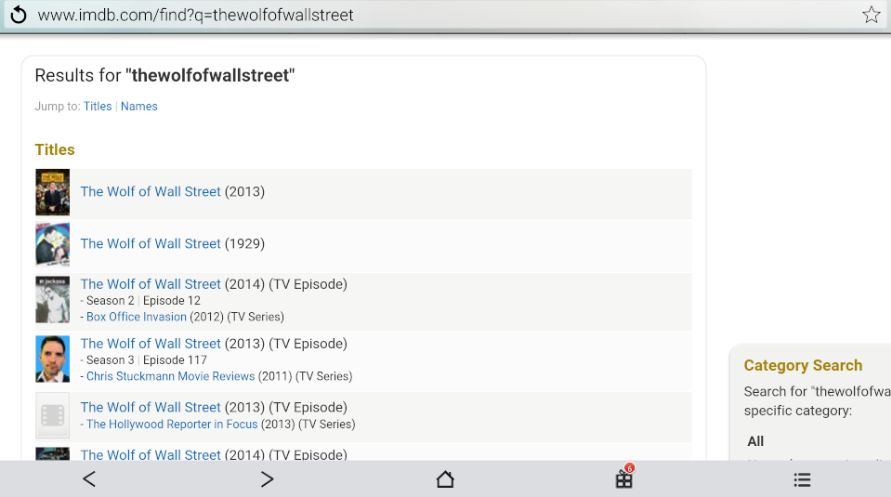 www.imdb.com/find?q=thewolfofwallstreet
Results for "thewolfofwallstreet"
Jump to: Titles | Names
Titles
The Wolf of Wall Street (2013)
The Wolf of Wall Street (1929)
The Wolf of Wall Street (2014) (TV Episode)
- Season 2 | Episode 12
- Box Office Invasion (2012) (TV Series)
The Wolf of Wall Street (2013) (TV Episode)
- Season 3 | Episode 117
- Chris Stuckmann Movie Reviews (2011) (TV Series)
The Wolf of Wall Street (2013) (TV Episode)
- The Hollywood Reporter in Focus (2013) (TV Series)
The Wolf of Wall Street (2014) (TV Episode)
Category Search
Search for "thewolfofwa
specific category:
All
6